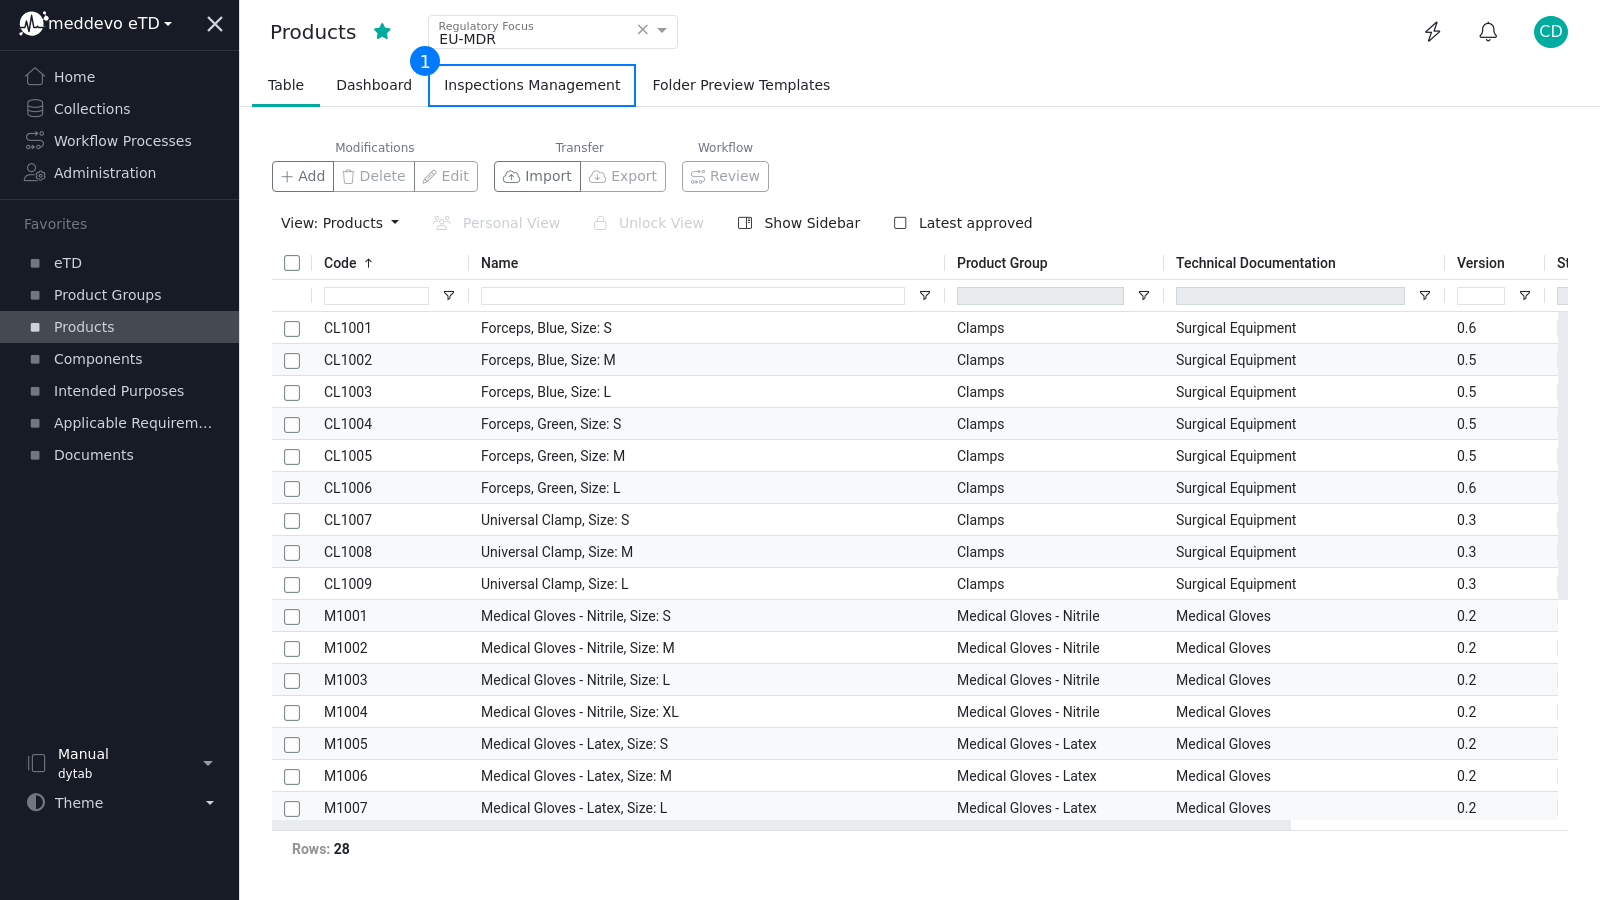 meddevo eTD
Home
Collections
Workflow Processes
Administration
Favorites
eTD
Product Groups
Products
Components
Intended Purposes
Applicable Requirem...
Documents
Manual
dytab
Theme
Products
Regulatory Focus
EU-MDR
CD
1
Table Dashboard Inspections Management Folder Preview Templates
Modifications Transfer Workflow
Add Delete Edit Import Export Review
View: Products Personal View Unlock View Show Sidebar Latest approved
Code Name Product Group Technical Documentation Version
CL1001 Forceps, Blue, Size: S Clamps Surgical Equipment 0.6
CL1002 Forceps, Blue, Size: M Clamps Surgical Equipment 0.5
CL1003 Forceps, Blue, Size: L Clamps Surgical Equipment 0.5
CL1004 Forceps, Green, Size: S Clamps Surgical Equipment 0.5
CL1005 Forceps, Green, Size: M Clamps Surgical Equipment 0.5
CL1006 Forceps, Green, Size: L Clamps Surgical Equipment 0.6
CL1007 Universal Clamp, Size: S Clamps Surgical Equipment 0.3
CL1008 Universal Clamp, Size: M Clamps Surgical Equipment 0.3
CL1009 Universal Clamp, Size: L Clamps Surgical Equipment 0.3
M1001 Medical Gloves - Nitrile, Size: S Medical Gloves - Nitrile Medical Gloves 0.2
M1002 Medical Gloves - Nitrile, Size: M Medical Gloves - Nitrile Medical Gloves 0.2
M1003 Medical Gloves - Nitrile, Size: L Medical Gloves - Nitrile Medical Gloves 0.2
M1004 Medical Gloves - Nitrile, Size: XL Medical Gloves - Nitrile Medical Gloves 0.2
M1005 Medical Gloves - Latex, Size: S Medical Gloves - Latex Medical Gloves 0.2
M1006 Medical Gloves - Latex, Size: M Medical Gloves - Latex Medical Gloves 0.2
M1007 Medical Gloves - Latex, Size: L Medical Gloves - Latex Medical Gloves 0.2
Rows: 28